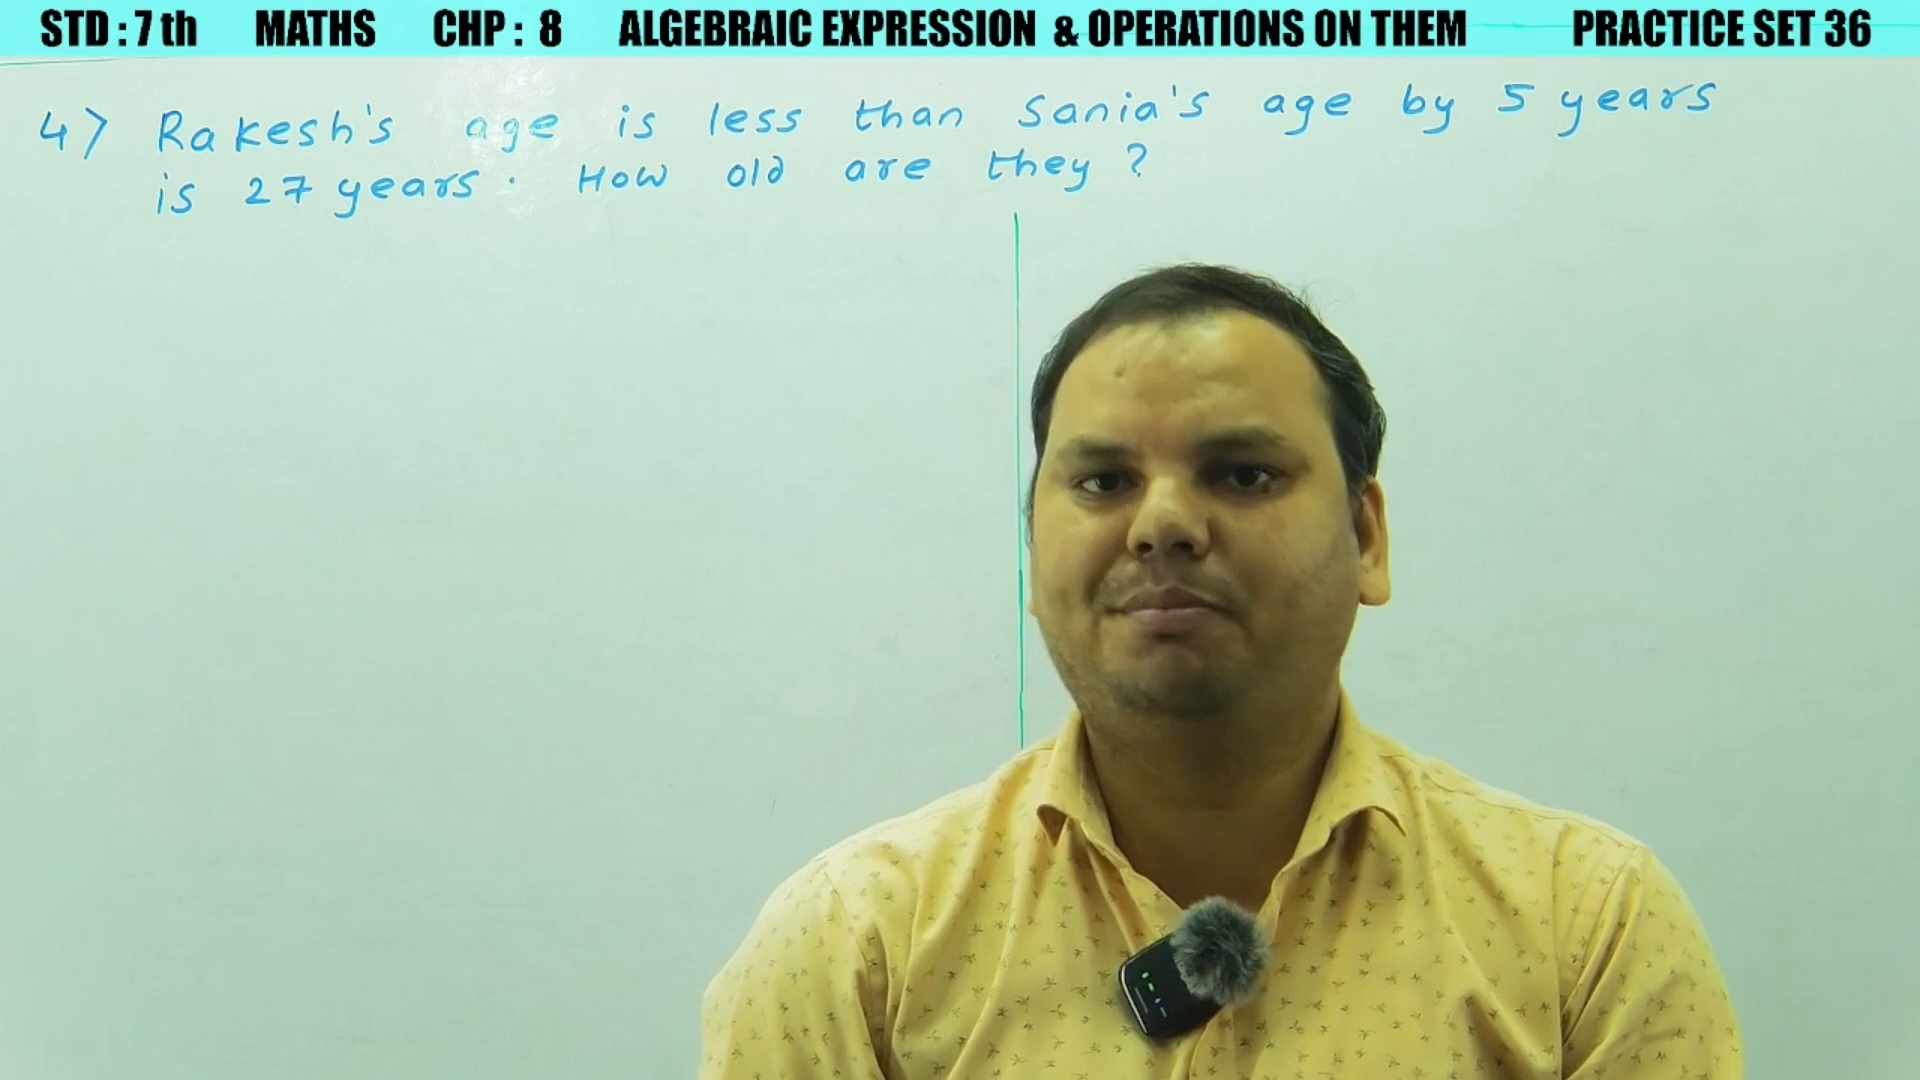 STD : 7 th MATHS CHP : 8 ALGEBRAIC EXPRESSION & OPERATIONS ON THEM PRACTICE SET 36
4) Rakesh's age is less than Sania's age by 5 years
is 27 years. How old are they ?